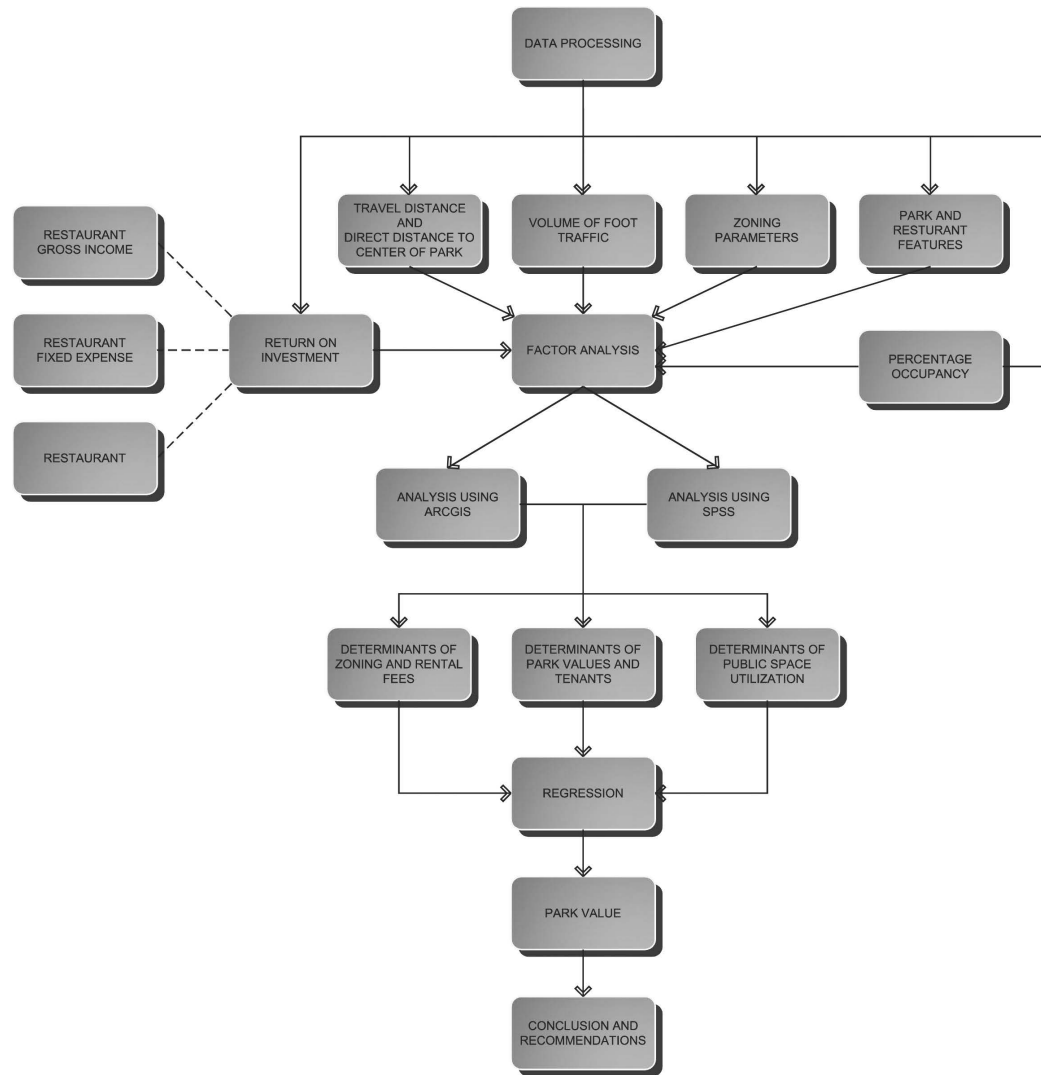 DATA PROCESSING
TRAVEL DISTANCE
AND
DIRECT DISTANCE TO
CENTER OF PARK
VOLUME OF FOOT
TRAFFIC
ZONING
PARAMETERS
PARK AND
RESTURANT
FEATURES
RESTAURANT
GROSS INCOME
RESTAURANT
FIXED EXPENSE
RESTAURANT
RETURN ON
INVESTMENT
FACTOR ANALYSIS
PERCENTAGE
OCCUPANCY
ANALYSIS USING
ARCGIS
ANALYSIS USING
SPSS
DETERMINANTS OF
ZONING AND RENTAL
FEES
DETERMINANTS OF
PARK VALUES AND
TENANTS
DETERMINANTS OF
PUBLIC SPACE
UTILIZATION
REGRESSION
PARK VALUE
CONCLUSION AND
RECOMMENDATIONS